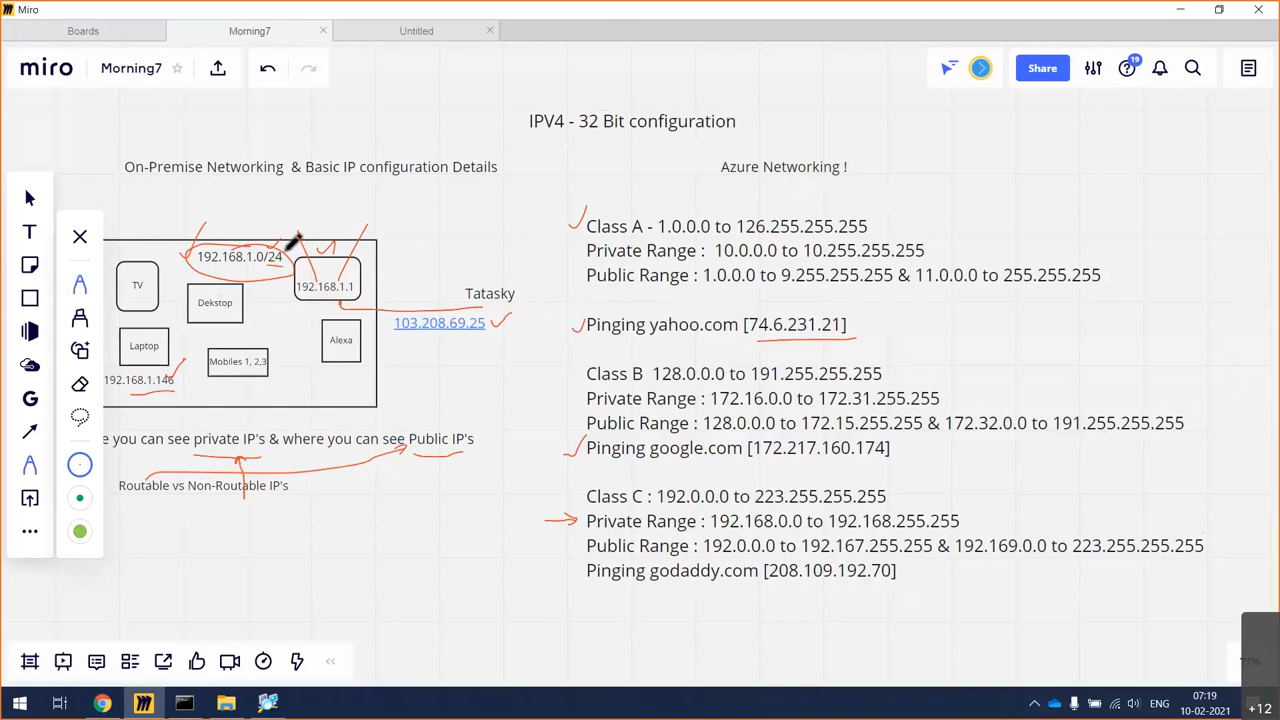 Miro
Boards
Morning7
Untitled
miro
Morning7
19
Share
IPV4 - 32 Bit configuration
On-Premise Networking & Basic IP configuration Details
Azure Networking !
192.168.1.0/24
192.168.1.1
TV
Dekstop
Laptop
Mobiles 1, 2,3
Alexa
192.168.1.146
Tatasky
103.208.69.25
e you can see private IP's & where you can see Public IP's
Routable vs Non-Routable IP's
Class A - 1.0.0.0 to 126.255.255.255
Private Range : 10.0.0.0 to 10.255.255.255
Public Range : 1.0.0.0 to 9.255.255.255 & 11.0.0.0 to 255.255.255
Pinging yahoo.com [74.6.231.21]
Class B 128.0.0.0 to 191.255.255.255
Private Range : 172.16.0.0 to 172.31.255.255
Public Range : 128.0.0.0 to 172.15.255.255 & 172.32.0.0 to 191.255.255.255
Pinging google.com [172.217.160.174]
Class C : 192.0.0.0 to 223.255.255.255
Private Range : 192.168.0.0 to 192.168.255.255
Public Range : 192.0.0.0 to 192.167.255.255 & 192.169.0.0 to 223.255.255.255
Pinging godaddy.com [208.109.192.70]
ENG
07:19
10-02-2021
+12